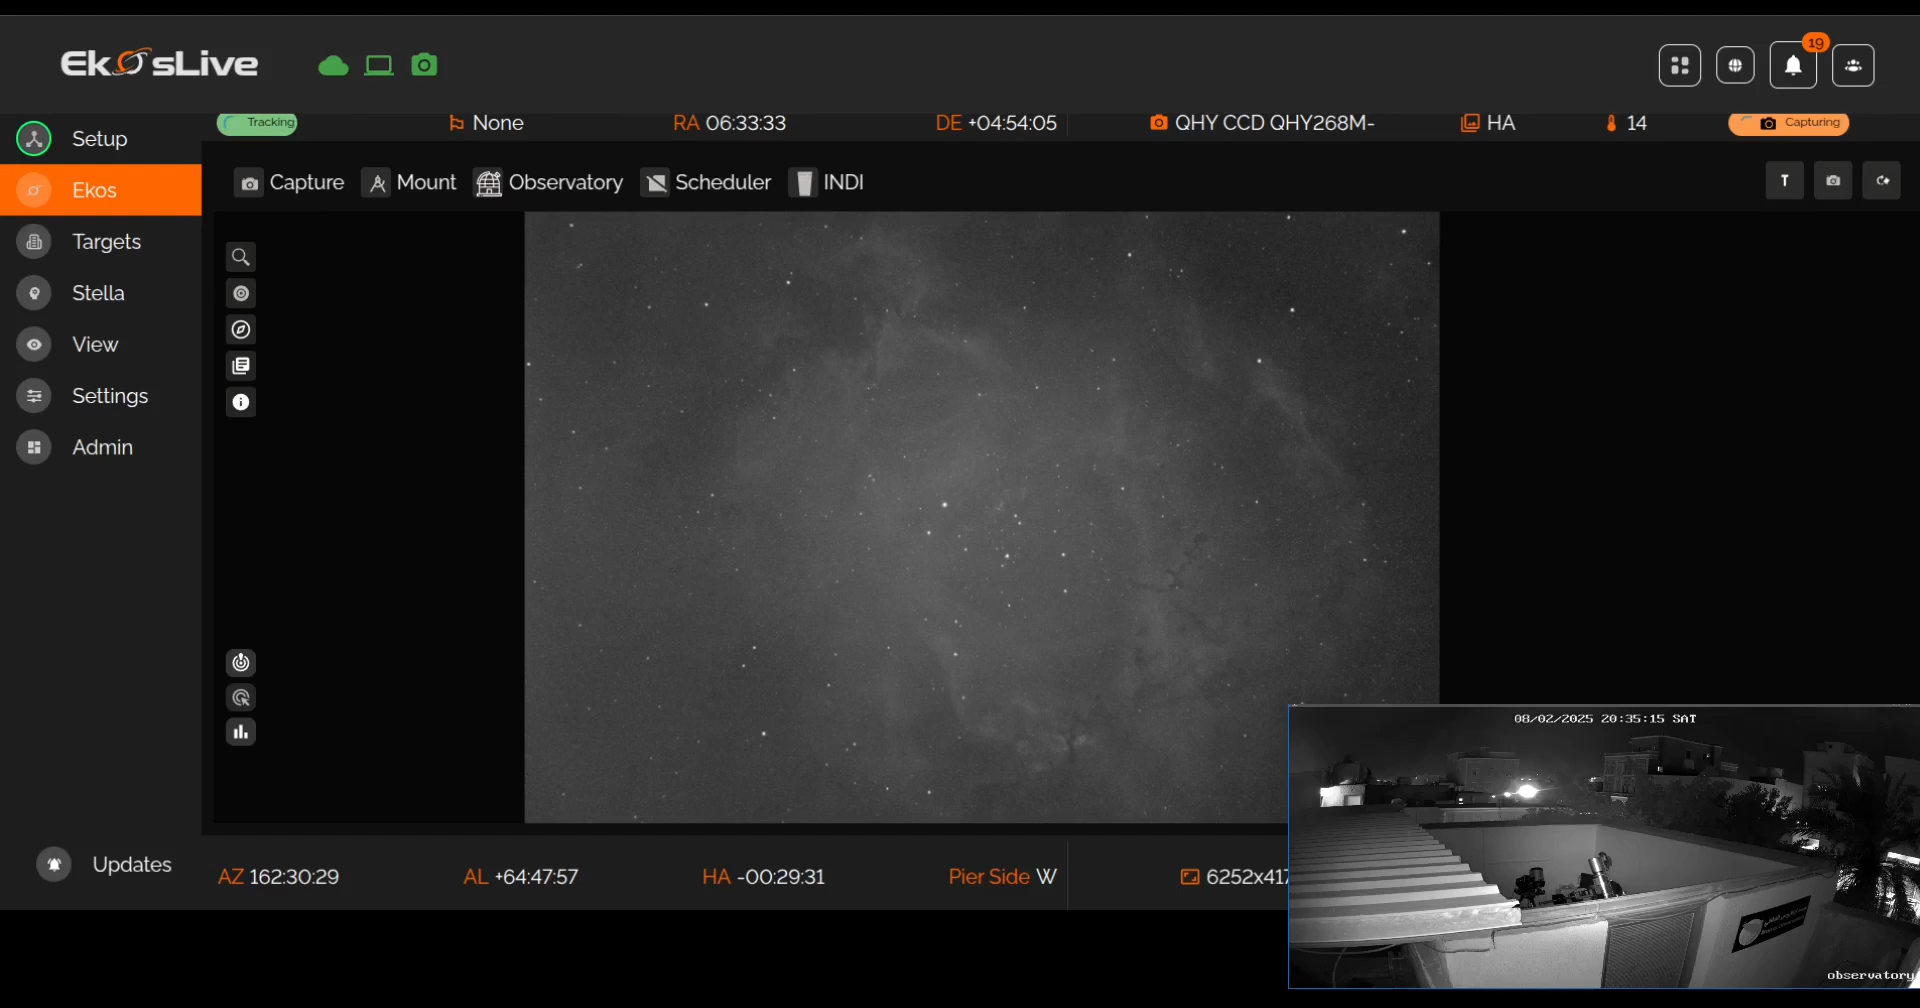 EkOsLive
19
Tracking
None
RA 06:33:33
DE +04:54:05
QHY CCD QHY268M-
HA
14
Capturing
Setup
Ekos
Targets
Stella
View
Settings
Admin
Updates
Capture
Mount
Observatory
Scheduler
INDI
T
08/02/2025 20:35:15 SAT
observatory
AZ 162:30:29
AL +64:47:57
HA -00:29:31
Pier Side W
6252x417